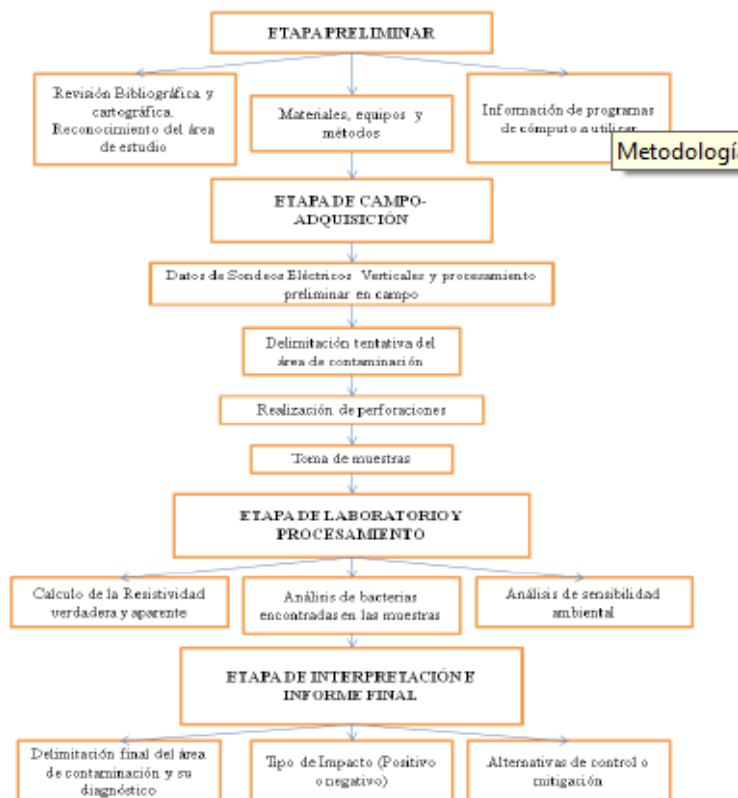 ETAPA PRELIMINAR
Revisión Bibliográfica y
cartográfica.
Reconocimiento del área
de estudio
Materiales, equipos y
métodos
Información de programas
de cómputo a utilizar
Metodología
ETAPA DE CAMPO-
ADQUISICIÓN
Datos de Sondeos Eléctricos Verticales y procesamiento
preliminar en campo
Delimitación tentativa del
área de contaminación
Realización de perforaciones
Toma de muestras
ETAPA DE LABORATORIO Y
PROCESAMIENTO
Calculo de la Resistividad
verdadera y aparente
Análisis de bacterias
encontradas en las muestras
Análisis de sensibilidad
ambiental
ETAPA DE INTERPRETACIÓN E
INFORME FINAL
Delimitación final del área
de contaminación y su
diagnóstico
Tipo de Impacto (Positivo
o negativo)
Alternativas de control o
mitigación